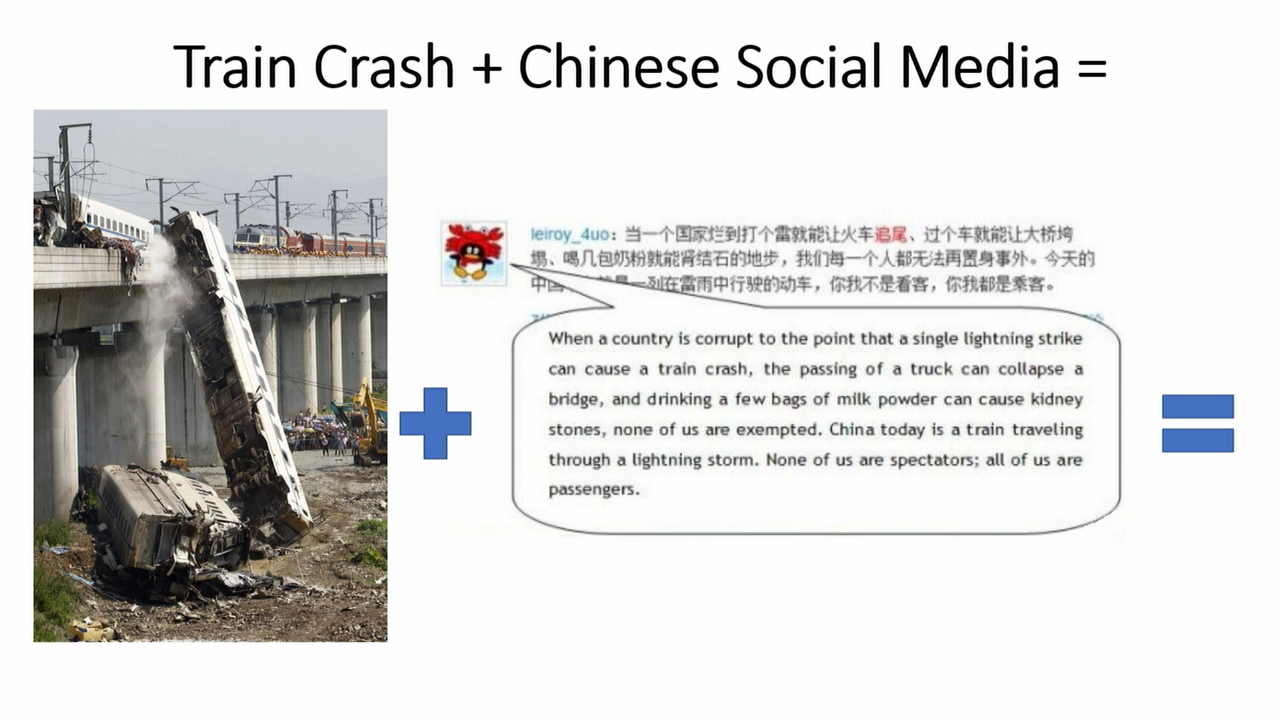 Train Crash + Chinese Social Media =
leiroy_4uo：当一个国家烂到打个雷就能让火车追尾、过个车就能让大桥垮
塌、喝几包奶粉就能肾结石的地步，我们每一个人都无法再置身事外。今天的
中国 是一列在雷雨中行驶的动车，你我不是看客，你我都是乘客。
When a country is corrupt to the point that a single lightning strike
can cause a train crash, the passing of a truck can collapse a
bridge, and drinking a few bags of milk powder can cause kidney
stones, none of us are exempted. China today is a train traveling
through a lightning storm. None of us are spectators; all of us are
passengers.